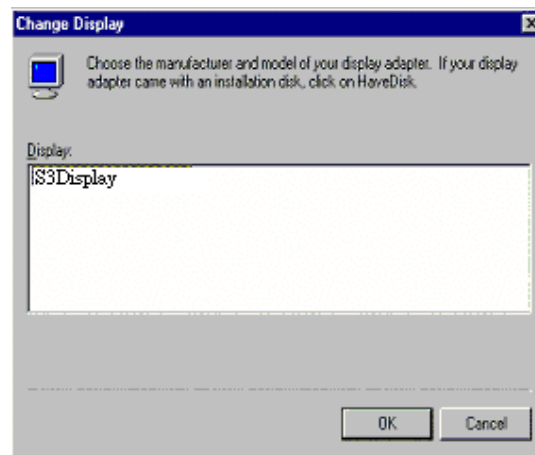 Change Display
Choose the manufacturer and model of your display adapter. If your display
adapter came with an installation disk, click on HaveDisk.
Display:
S3Display
OK
Cancel